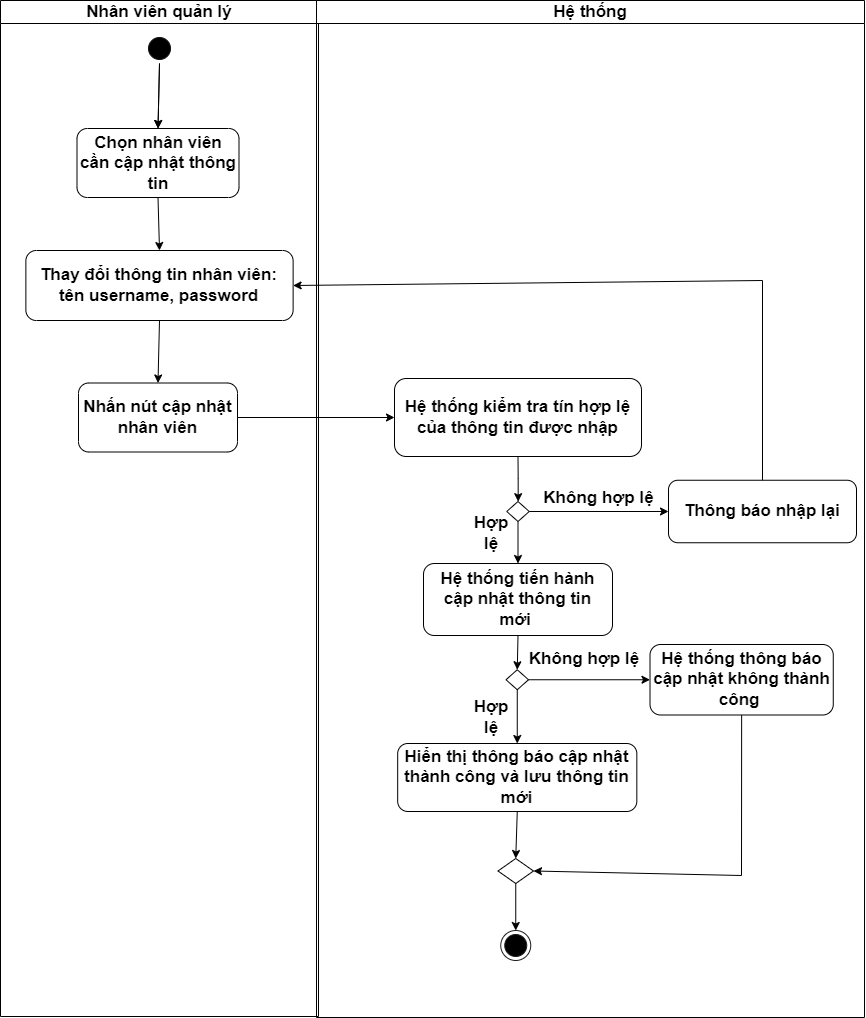 Nhân viên quản lý
Hệ thống
Chọn nhân viên
cần cập nhật thông
tin
Thay đổi thông tin nhân viên:
tên username, password
Nhấn nút cập nhật
nhân viên
Hệ thống kiểm tra tín hợp lệ
của thông tin được nhập
Không hợp lệ
Thông báo nhập lại
Hợp
lệ
Hệ thống tiến hành
cập nhật thông tin
mới
Không hợp lệ
Hệ thống thông báo
cập nhật không thành
công
Hợp
lệ
Hiển thị thông báo cập nhật
thành công và lưu thông tin
mới